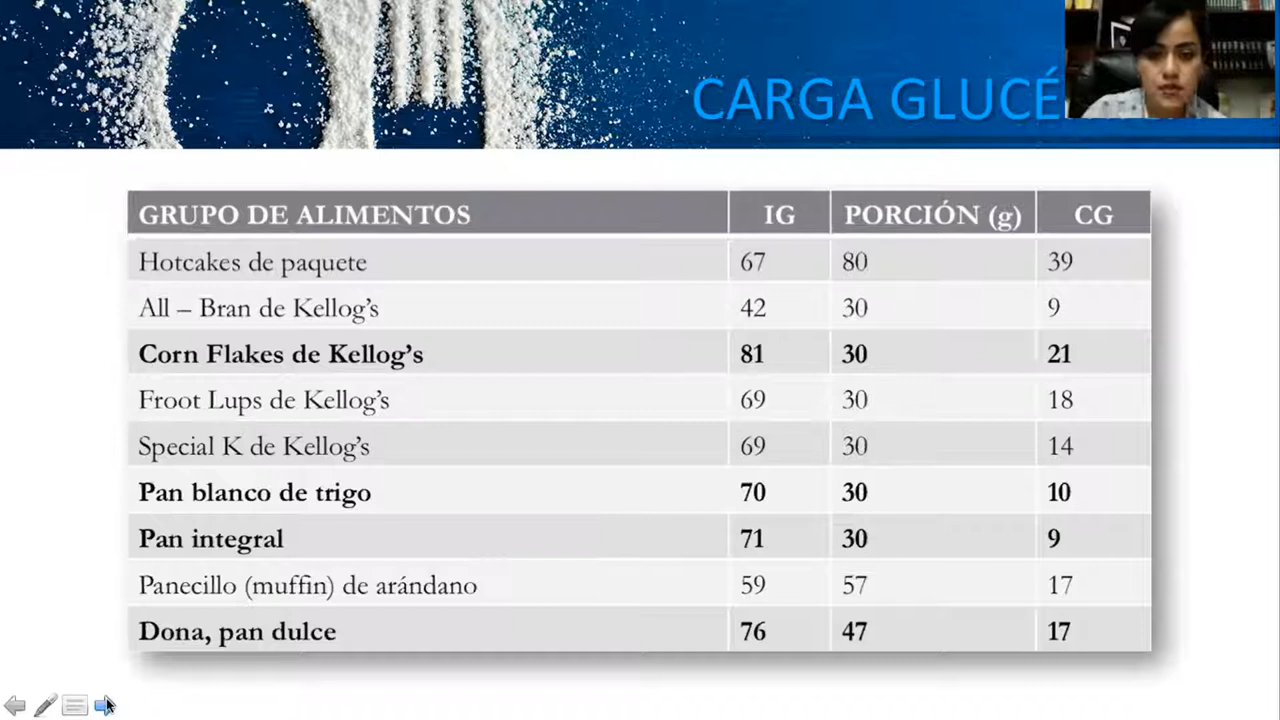 CARGA GLUCÉ
GRUPO DE ALIMENTOS IG PORCIÓN (g) CG
Hotcakes de paquete 67 80 39
All – Bran de Kellog’s 42 30 9
Corn Flakes de Kellog’s 81 30 21
Froot Lups de Kellog’s 69 30 18
Special K de Kellog’s 69 30 14
Pan blanco de trigo 70 30 10
Pan integral 71 30 9
Panecillo (muffin) de arándano 59 57 17
Dona, pan dulce 76 47 17